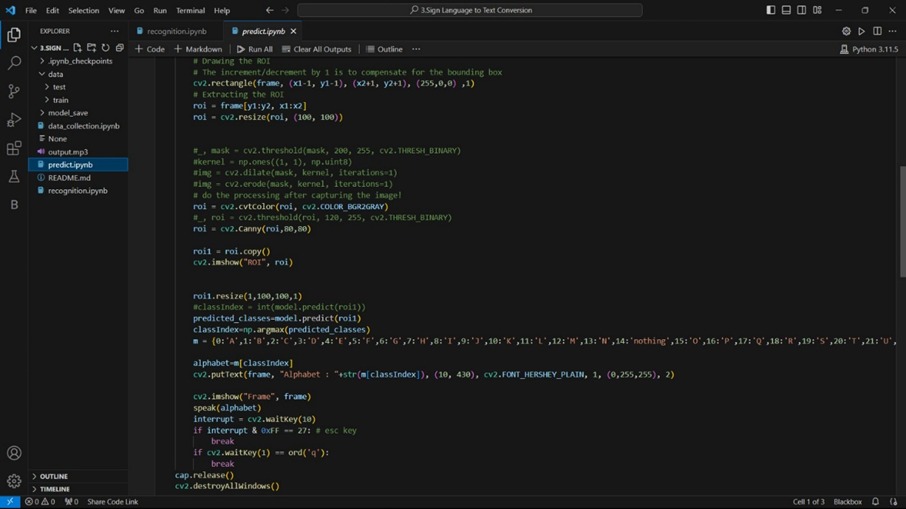 File Edit Selection View Go Run Terminal Help
3.Sign Language to Text Conversion
EXPLORER
recognition.ipynb
predict.ipynb
3.SIGN ...
+ Code + Markdown Run All Clear All Outputs Outline ...
Python 3.11.5
.ipynb_checkpoints
data
test
train
model_save
data_collection.ipynb
None
output.mp3
predict.ipynb
README.md
recognition.ipynb
# Drawing the ROI
# The increment/decrement by 1 is to compensate for the bounding box
cv2.rectangle(frame, (x1-1, y1-1), (x2+1, y2+1), (255,0,0) ,1)
# Extracting the ROI
roi = frame[y1:y2, x1:x2]
roi = cv2.resize(roi, (100, 100))
#_, mask = cv2.threshold(mask, 200, 255, cv2.THRESH_BINARY)
#kernel = np.ones((1, 1), np.uint8)
#img = cv2.dilate(mask, kernel, iterations=1)
#img = cv2.erode(mask, kernel, iterations=1)
# do the processing after capturing the image!
roi = cv2.cvtColor(roi, cv2.COLOR_BGR2GRAY)
#_, roi = cv2.threshold(roi, 120, 255, cv2.THRESH_BINARY)
roi = cv2.Canny(roi,80,80)
roi1 = roi.copy()
cv2.imshow("ROI", roi)
roi1.resize(1,100,100,1)
#classIndex = int(model.predict(roi1))
predicted_classes=model.predict(roi1)
classIndex=np.argmax(predicted_classes)
m = {0:'A',1:'B',2:'C',3:'D',4:'E',5:'F',6:'G',7:'H',8:'I',9:'J',10:'K',11:'L',12:'M',13:'N',14:'nothing',15:'O',16:'P',17:'Q',18:'R',19:'S',20:'T',21:'U',
alphabet=m[classIndex]
cv2.putText(frame, "Alphabet : "+str(m[classIndex]), (10, 430), cv2.FONT_HERSHEY_PLAIN, 1, (0,255,255), 2)
cv2.imshow("Frame", frame)
speak(alphabet)
interrupt = cv2.waitKey(10)
if interrupt & 0xFF == 27: # esc key
break
if cv2.waitKey(1) == ord('q'):
break
cap.release()
cv2.destroyAllWindows()
OUTLINE
TIMELINE
0 0 0 Share Code Link
Cell 1 of 3 Blackbox